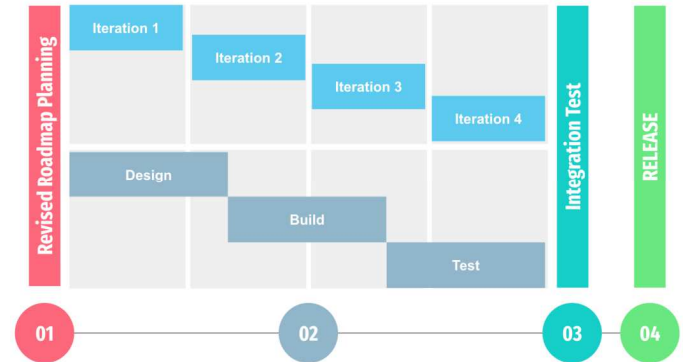 Revised Roadmap Planning
Iteration 1
Iteration 2
Iteration 3
Iteration 4
Design
Build
Test
Integration Test
RELEASE
01
02
03
04